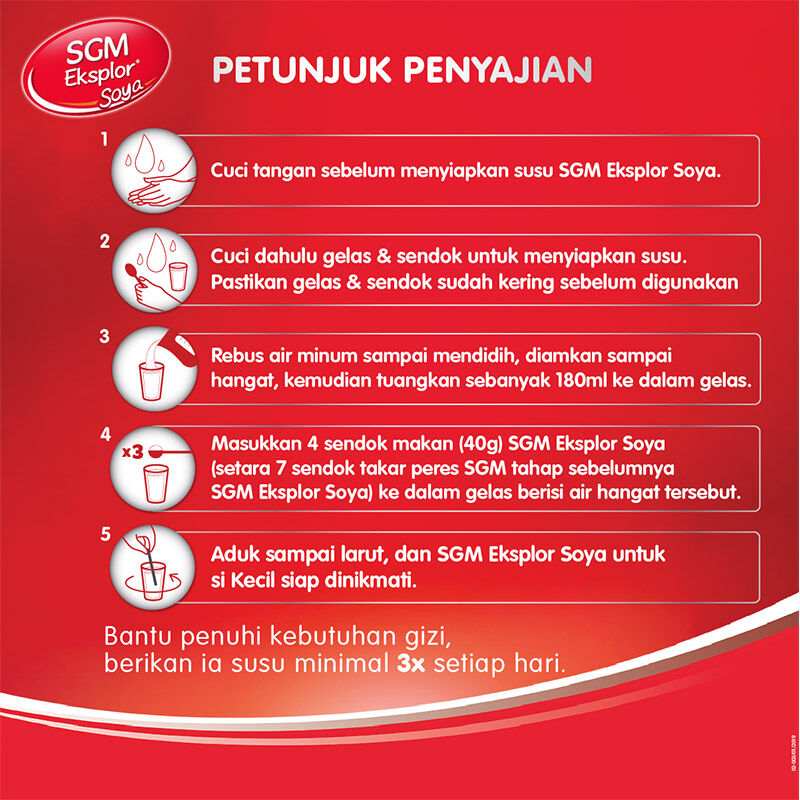 SGM
Eksplor®
Soya
PETUNJUK PENYAJIAN
1
Cuci tangan sebelum menyiapkan susu SGM Eksplor Soya.
2
Cuci dahulu gelas & sendok untuk menyiapkan susu.
Pastikan gelas & sendok sudah kering sebelum digunakan
3
Rebus air minum sampai mendidih, diamkan sampai
hangat, kemudian tuangkan sebanyak 180ml ke dalam gelas.
4
x3
Masukkan 4 sendok makan (40g) SGM Eksplor Soya
(setara 7 sendok takar peres SGM tahap sebelumnya
SGM Eksplor Soya) ke dalam gelas berisi air hangat tersebut.
5
Aduk sampai larut, dan SGM Eksplor Soya untuk
si Kecil siap dinikmati.
Bantu penuhi kebutuhan gizi,
berikan ia susu minimal 3x setiap hari.